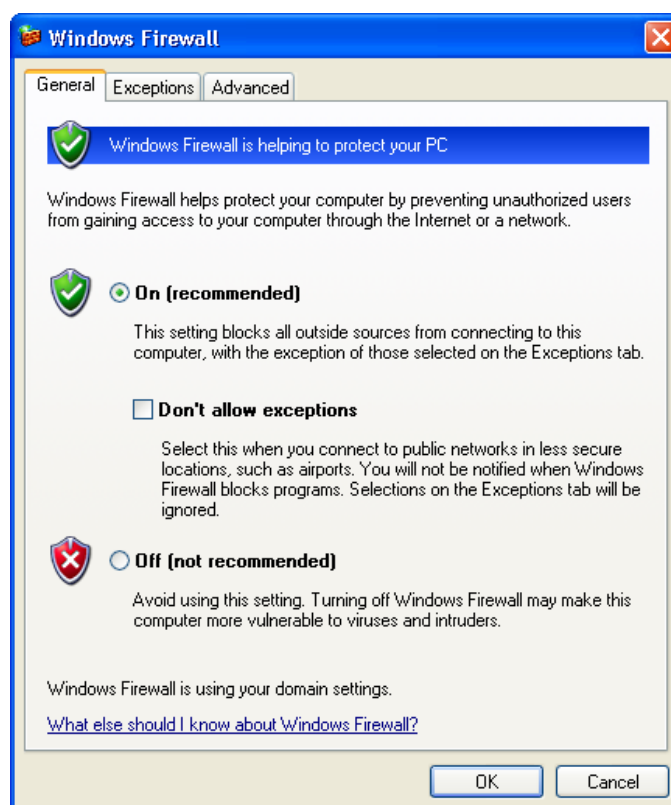 Windows Firewall
General Exceptions Advanced
Windows Firewall is helping to protect your PC
Windows Firewall helps protect your computer by preventing unauthorized users
from gaining access to your computer through the Internet or a network.
On (recommended)
This setting blocks all outside sources from connecting to this
computer, with the exception of those selected on the Exceptions tab.
Don't allow exceptions
Select this when you connect to public networks in less secure
locations, such as airports. You will not be notified when Windows
Firewall blocks programs. Selections on the Exceptions tab will be
ignored.
Off (not recommended)
Avoid using this setting. Turning off Windows Firewall may make this
computer more vulnerable to viruses and intruders.
Windows Firewall is using your domain settings.
What else should I know about Windows Firewall?
OK Cancel